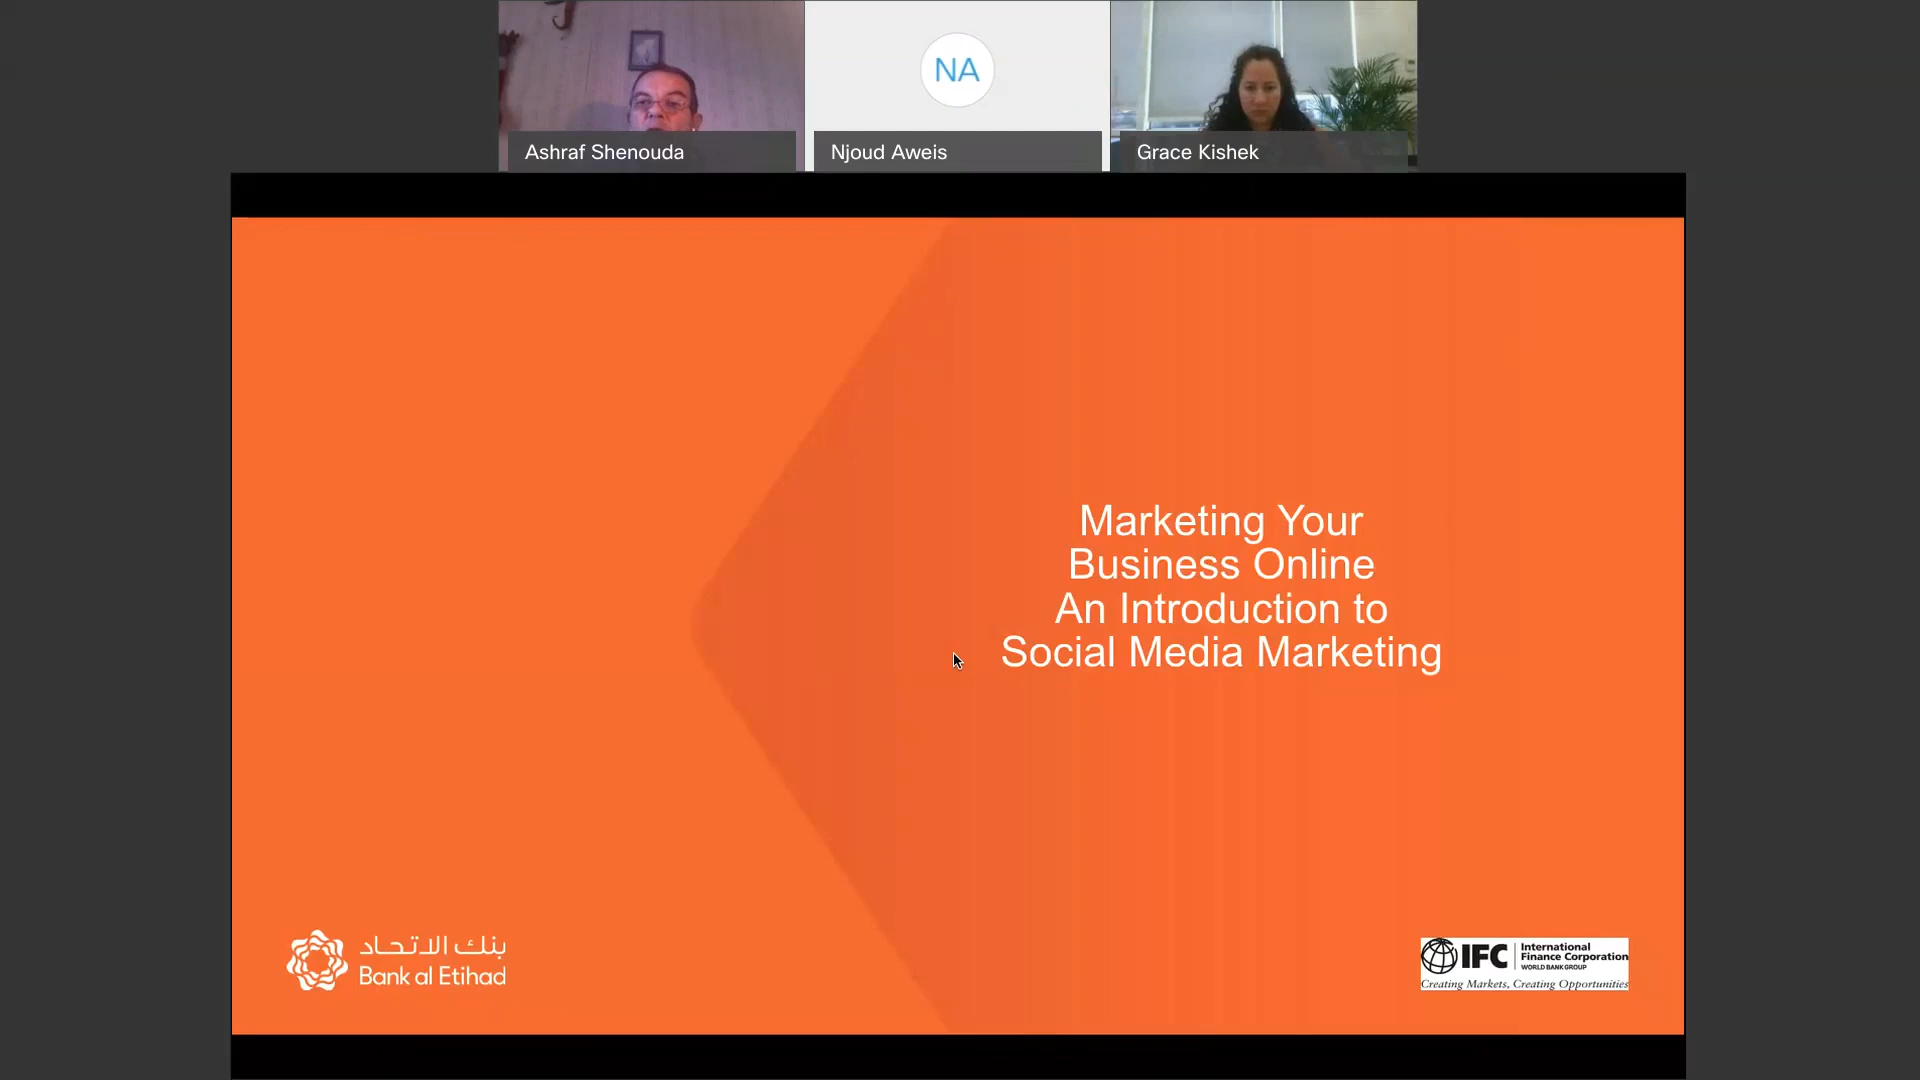 Ashraf Shenouda
NA
Njoud Aweis
Grace Kishek
Marketing Your
Business Online
An Introduction to
Social Media Marketing
بنك الاتحاد
Bank al Etihad
IFC
International
Finance Corporation
WORLD BANK GROUP
Creating Markets, Creating Opportunities